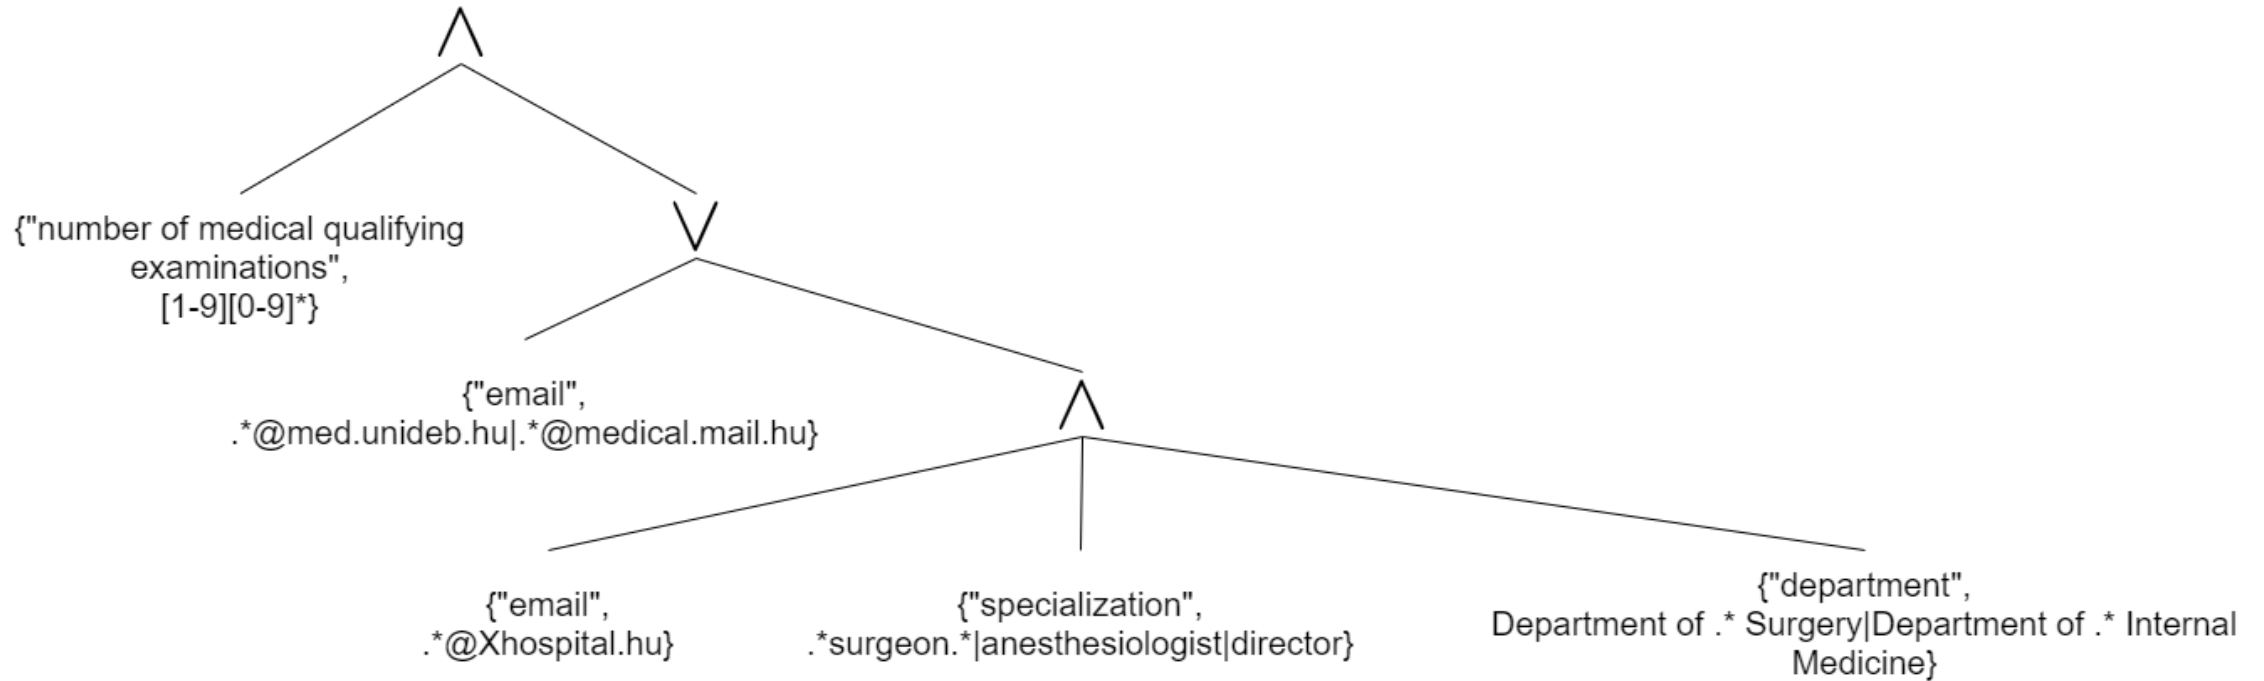 ∧
{"number of medical qualifying
examinations",
[1-9][0-9]*}
∨
{"email",
.*@med.unideb.hu|.*@medical.mail.hu}
∧
{"email",
.*@Xhospital.hu}
{"specialization",
.*surgeon.*|anesthesiologist|director}
{"department",
Department of .* Surgery|Department of .* Internal
Medicine}